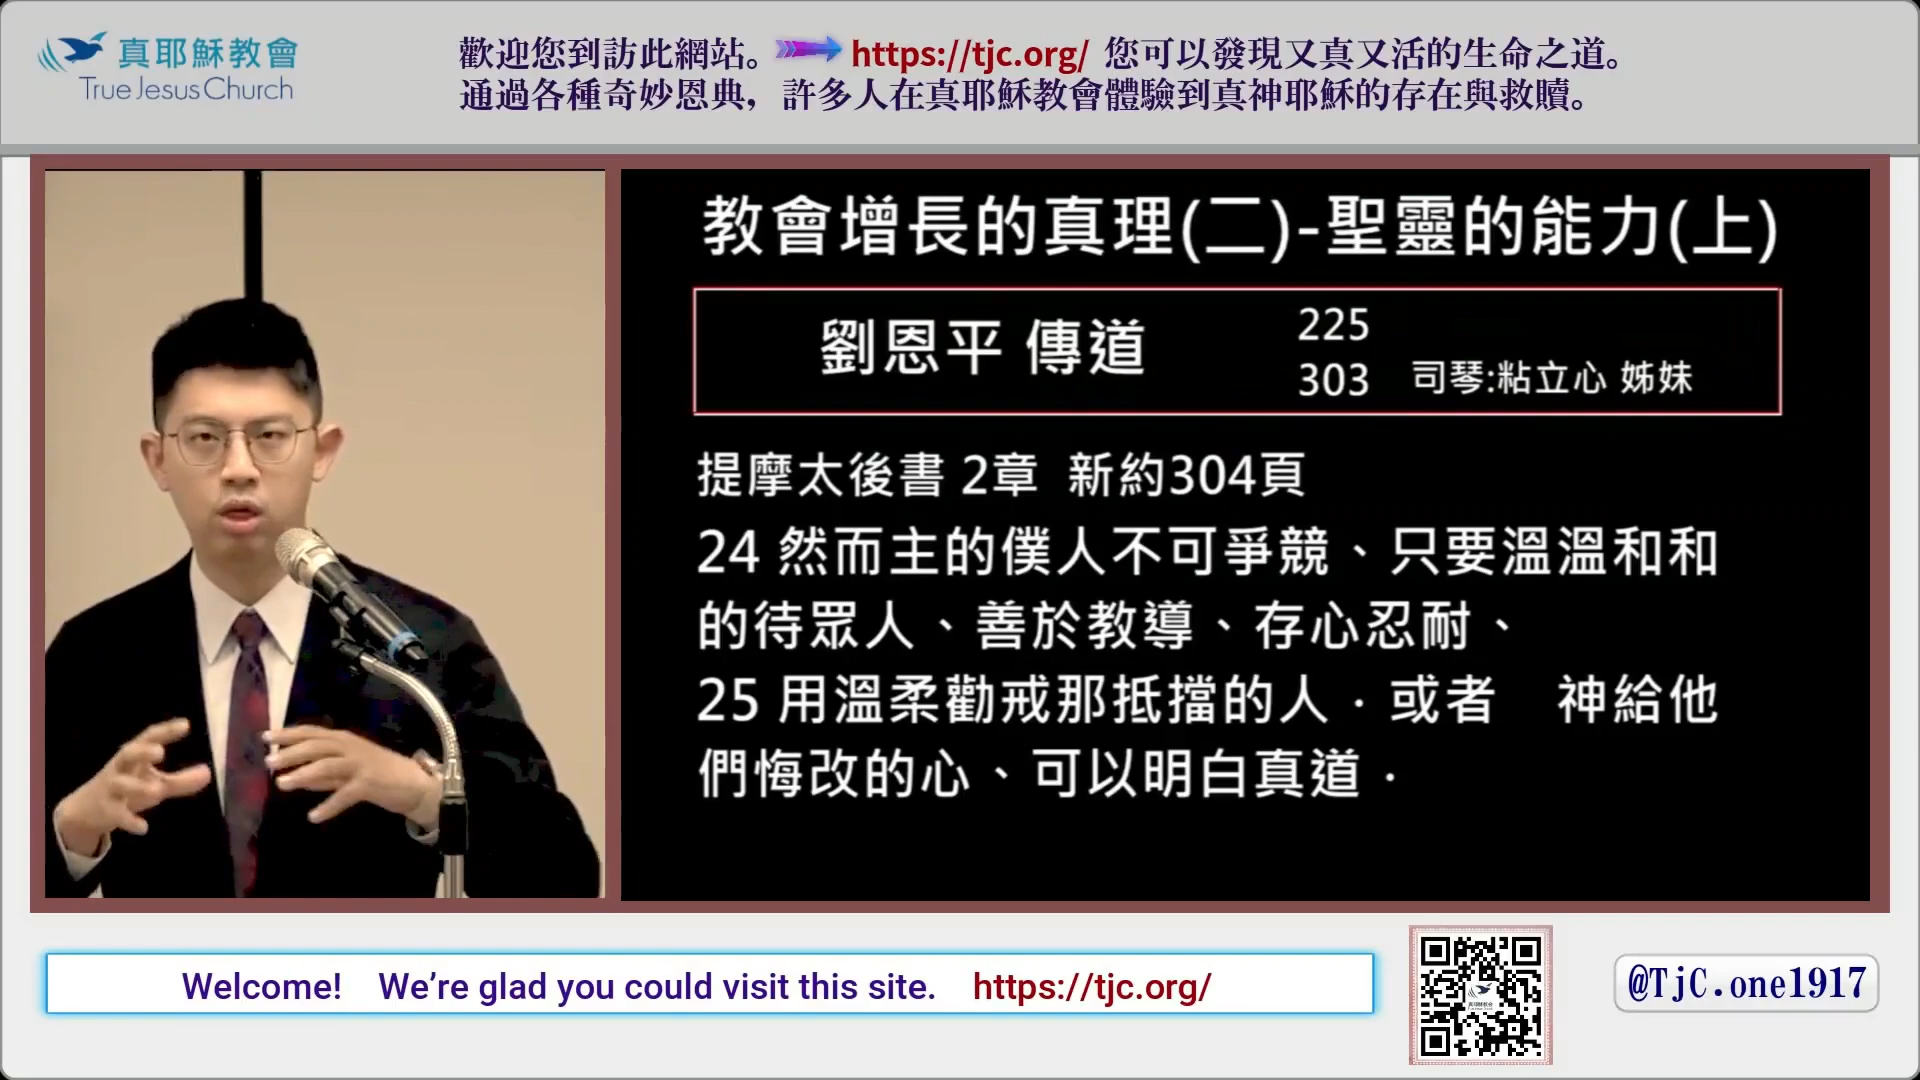 真耶穌教會
True Jesus Church
歡迎您到訪此網站。 https://tjc.org/ 您可以發現又真又活的生命之道。
通過各種奇妙恩典，許多人在真耶穌教會體驗到真神耶穌的存在與救贖。
教會增長的真理(二)-聖靈的能力(上)
劉恩平 傳道
225
303 司琴:粘立心 姊妹
提摩太後書 2章 新約304頁
24 然而主的僕人不可爭競、只要溫溫和和
的待眾人、善於教導、存心忍耐、
25 用溫柔勸戒那抵擋的人．或者　神給他
們悔改的心、可以明白真道．
Welcome! We’re glad you could visit this site. https://tjc.org/
@TjC.one1917